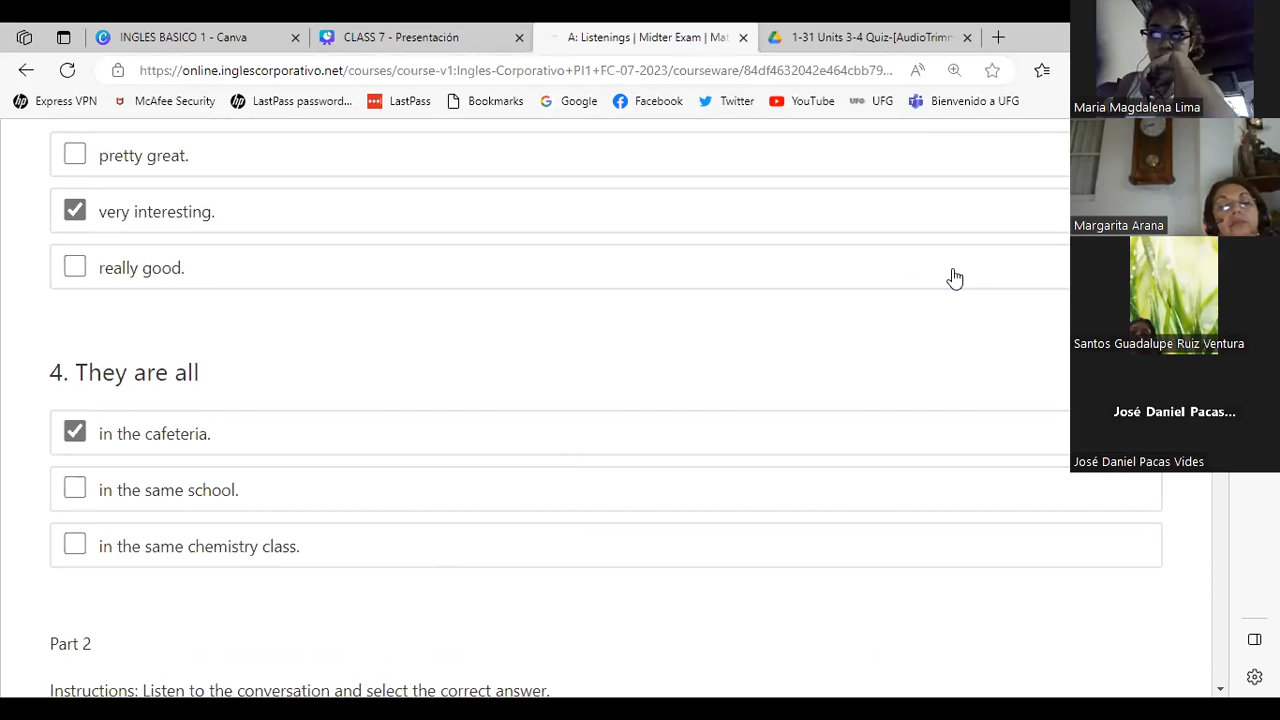 INGLES BASICO 1 - Canva
CLASS 7 - Presentación
A: Listenings | Midter Exam | Mat
1-31 Units 3-4 Quiz-[AudioTrimm
https://online.inglescorporativo.net/courses/course-v1:Ingles-Corporativo+PI1+FC-07-2023/courseware/84df4632042e464cbb79...
Express VPN
McAfee Security
LastPass password...
LastPass
Bookmarks
Google
Facebook
Twitter
YouTube
UFG
Bienvenido a UFG
pretty great.
very interesting.
really good.
4. They are all
in the cafeteria.
in the same school.
in the same chemistry class.
Part 2
Instructions: Listen to the conversation and select the correct answer.
Maria Magdalena Lima
Margarita Arana
Santos Guadalupe Ruiz Ventura
José Daniel Pacas...
José Daniel Pacas Vides